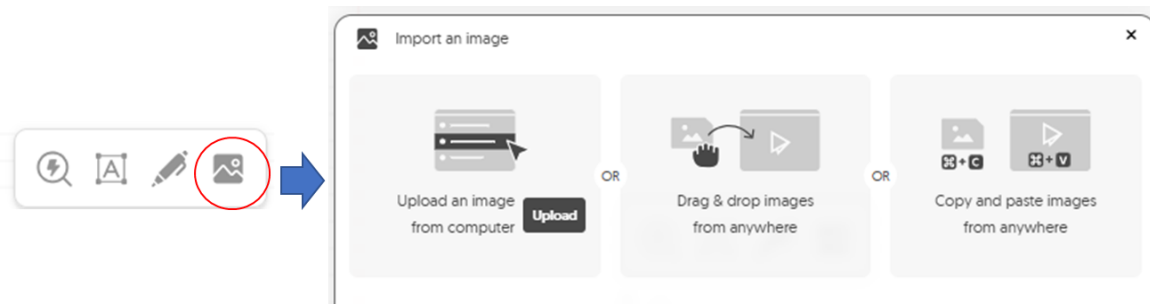 Import an image
×
A
Upload an image
from computer
Upload
OR
Drag & drop images
from anywhere
OR
⌘+C
⌘+V
Copy and paste images
from anywhere